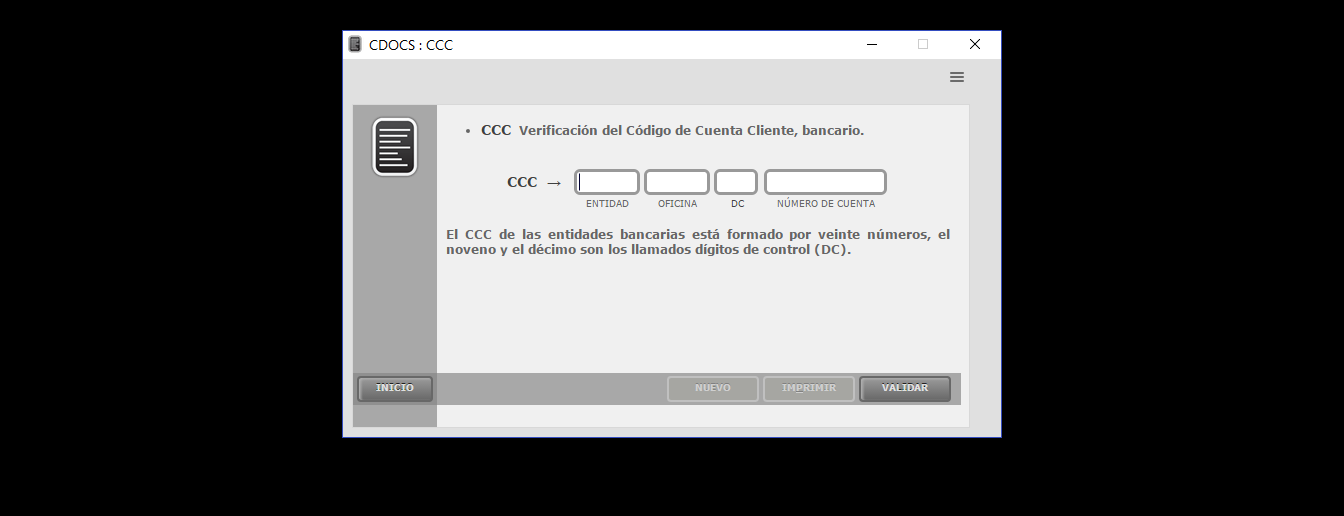 CDOCS : CCC
• CCC Verificación del Código de Cuenta Cliente, bancario.
CCC →
ENTIDAD OFICINA DC NÚMERO DE CUENTA
El CCC de las entidades bancarias está formado por veinte números, el
noveno y el décimo son los llamados dígitos de control (DC).
INICIO NUEVO IMPRIMIR VALIDAR